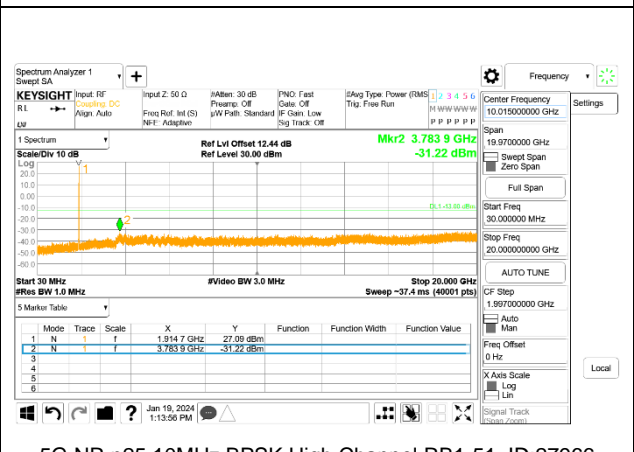 Spectrum Analyzer 1
Swept SA
Frequency
Settings
KEYSIGHT
Input: RF
Coupling: DC
Align: Auto
Input Z: 50 Ω
Freq Ref: Int (S)
NFE: Adaptive
#Atten: 30 dB
Preamp: Off
µW Path: Standard
PNO: Fast
Gate: Off
IF Gain: Low
Sig Track: Off
#Avg Type: Power (RMS
Trig: Free Run
1 2 3 4 5 6
M W W W W W
P P P P P P
RL
1 Spectrum
Scale/Div 10 dB
Log
Ref Lvl Offset 12.44 dB
Ref Level 30.00 dBm
Mkr2 3.783 9 GHz
-31.22 dBm
20.0
10.0
0.00
-10.0
-20.0
-30.0
-40.0
-50.0
-60.0
1
2
DL1 -13.00 dBm
Start 30 MHz
#Res BW 1.0 MHz
#Video BW 3.0 MHz
Stop 20.000 GHz
Sweep ~37.4 ms (40001 pts)
5 Marker Table
Mode Trace Scale X Y Function Function Width Function Value
1 N 1 f 1.914 7 GHz 27.09 dBm
2 N 1 f 3.783 9 GHz -31.22 dBm
3
4
5
6
Center Frequency
10.015000000 GHz
Span
19.9700000 GHz
Swept Span
Zero Span
Full Span
Start Freq
30.000000 MHz
Stop Freq
20.000000000 GHz
AUTO TUNE
CF Step
1.997000000 GHz
Auto
Man
Freq Offset
0 Hz
X Axis Scale
Log
Lin
Signal Track
(Span Zoom)
Local
Jan 19, 2024
1:13:56 PM